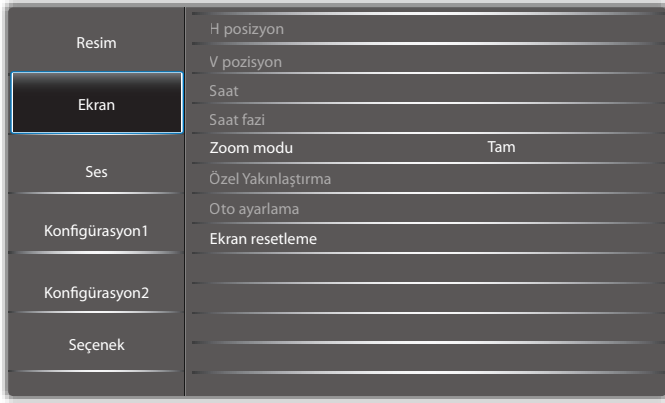 Resim
Ekran
Ses
Konfigürasyon1
Konfigürasyon2
Seçenek
H posizyon
V pozisyon
Saat
Saat fazi
Zoom modu Tam
Özel Yakınlaştırma
Oto ayarlama
Ekran resetleme